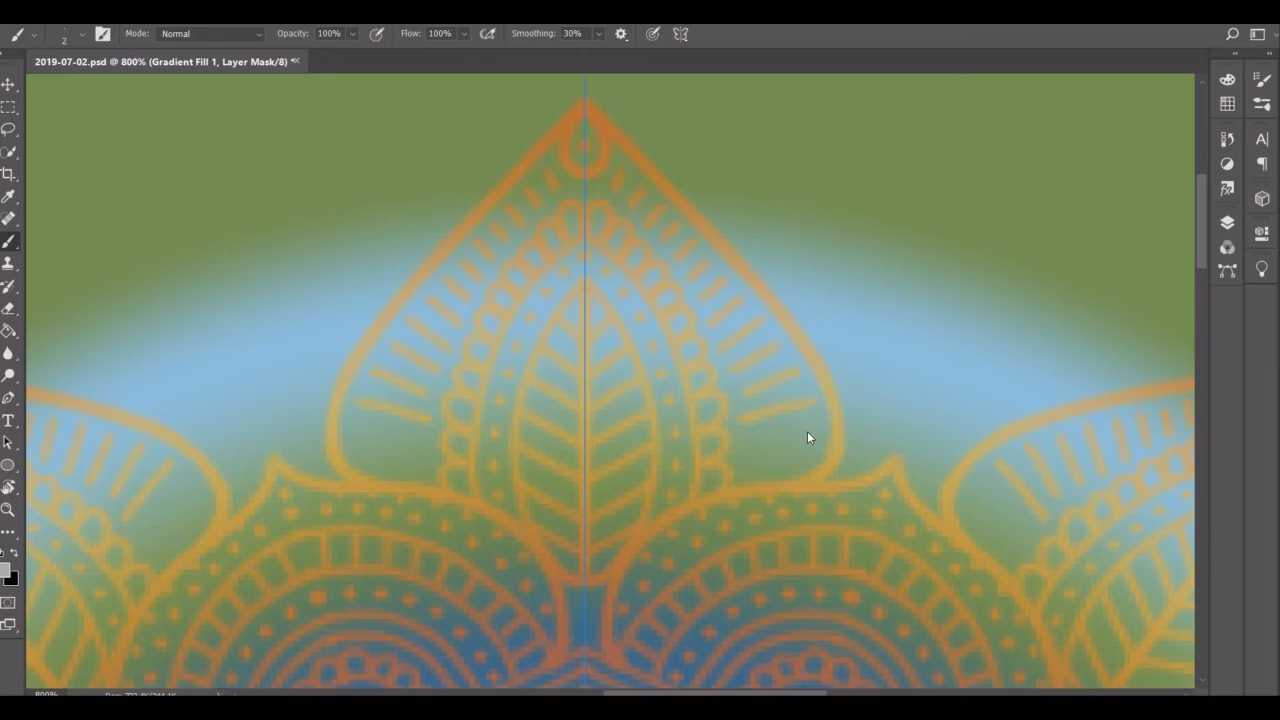 2 Mode: Normal Opacity: 100% Flow: 100% Smoothing: 30%
2019-07-02.psd @ 800% (Gradient Fill 1, Layer Mask/8) *
800%